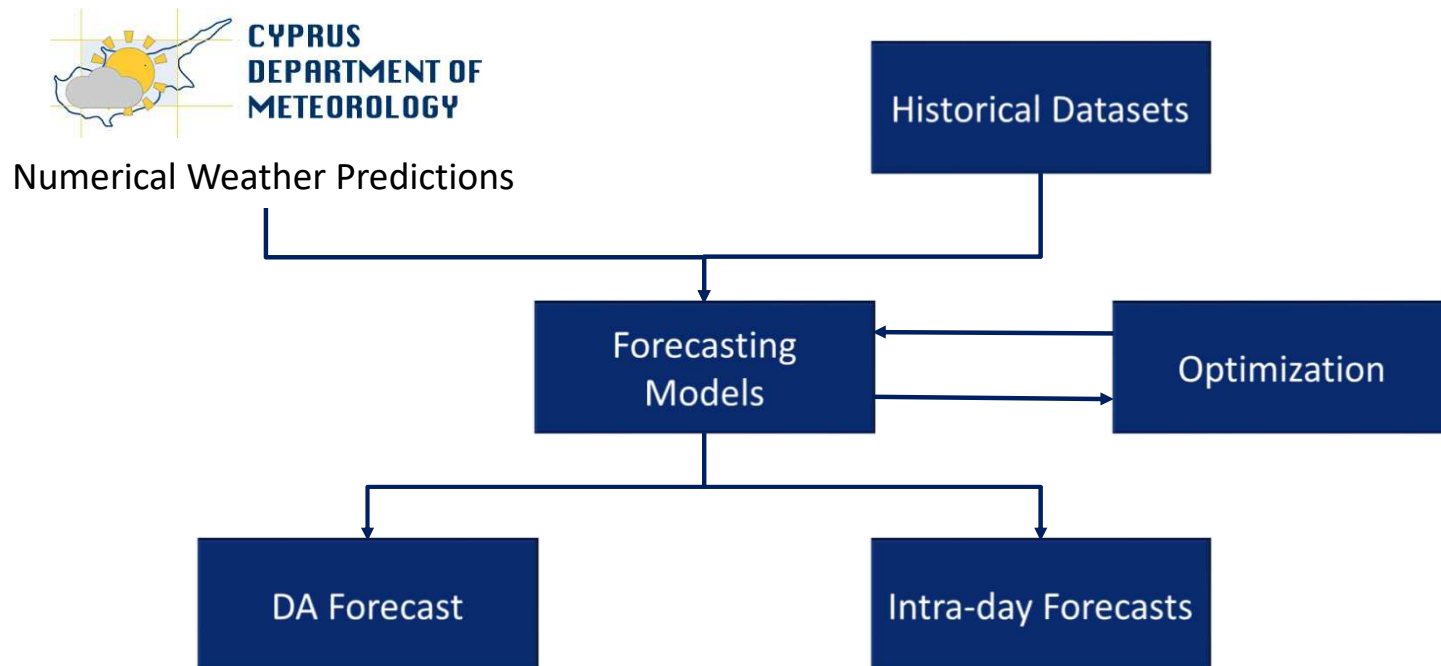 CYPRUS
DEPARTMENT OF
METEOROLOGY
Numerical Weather Predictions
Historical Datasets
Forecasting
Models
Optimization
DA Forecast
Intra-day Forecasts